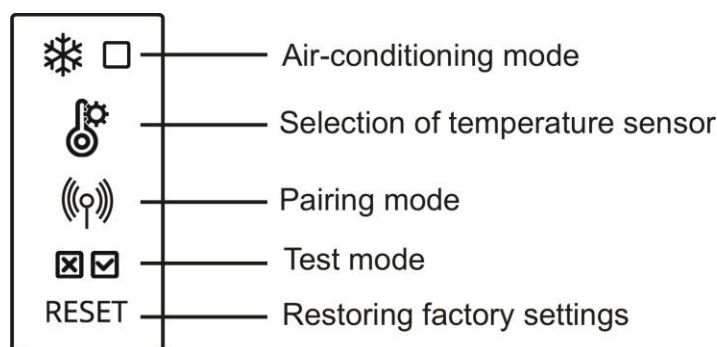 Air-conditioning mode
Selection of temperature sensor
Pairing mode
Test mode
RESET Restoring factory settings